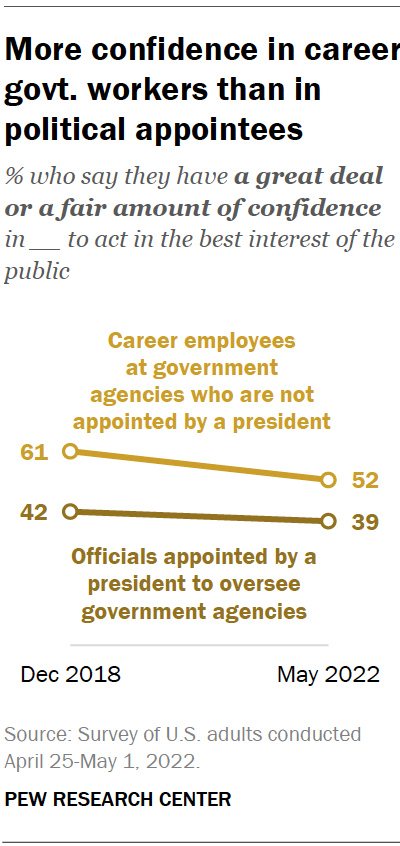 More confidence in career
govt. workers than in
political appointees
% who say they have a great deal
or a fair amount of confidence
in __ to act in the best interest of the
public
Career employees
at government
agencies who are not
appointed by a president
61
52
42
39
Officials appointed by a
president to oversee
government agencies
Dec 2018
May 2022
Source: Survey of U.S. adults conducted
April 25-May 1, 2022.
PEW RESEARCH CENTER